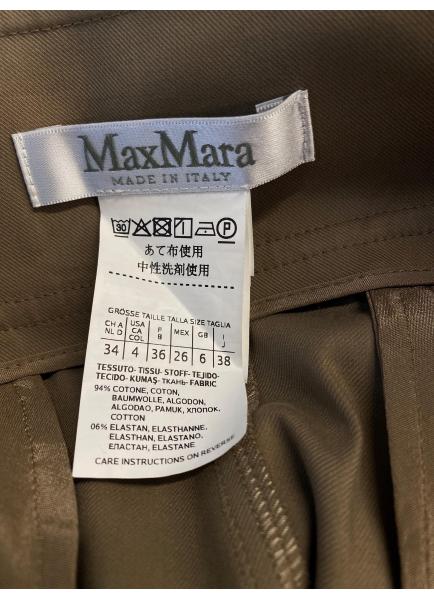 MaxMara
MADE IN ITALY
30 P
あて布使用
中性洗剤使用
GRÖSSE TAILLE TALLA SIZE TAGLIA
CH A NL D USA CA COL F B MEX GB I J
34 4 36 26 6 38
TESSUTO- TISSU- STOFF- TEJIDO-
TECIDO- KUMAŞ- ТКАНЬ- FABRIC
94% COTONE, COTON,
BAUMWOLLE, ALGODON,
ALGODAO, PAMUK, ХЛОПОК,
COTTON
06% ELASTAN, ELASTHANNE,
ELASTHAN, ELASTANO,
ЕЛАСТАН, ELASTANE
CARE INSTRUCTIONS ON REVERSE